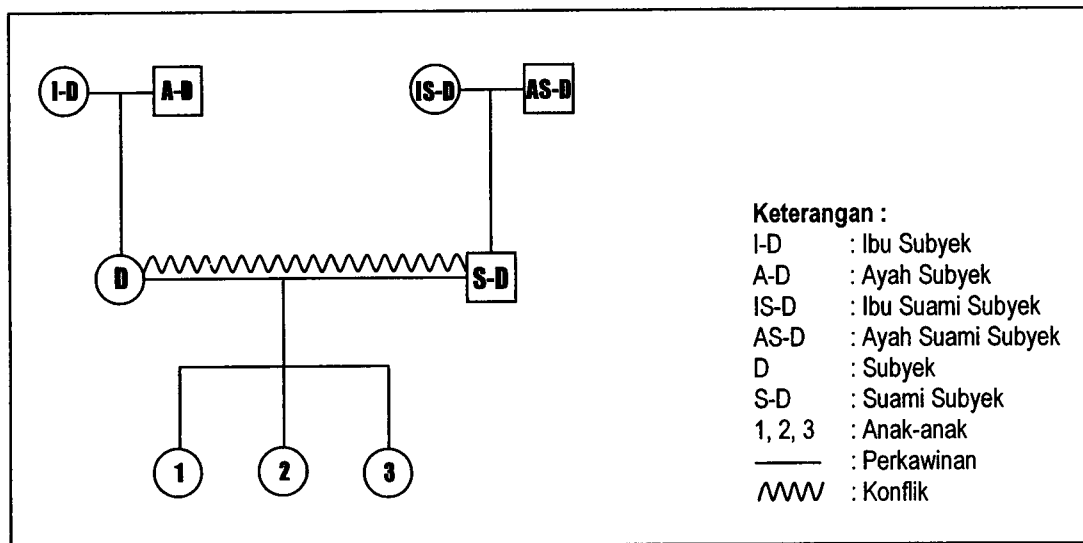 I-D A-D IS-D AS-D
D S-D
1 2 3
Keterangan :
I-D : Ibu Subyek
A-D : Ayah Subyek
IS-D : Ibu Suami Subyek
AS-D : Ayah Suami Subyek
D : Subyek
S-D : Suami Subyek
1, 2, 3 : Anak-anak
: Perkawinan
: Konflik